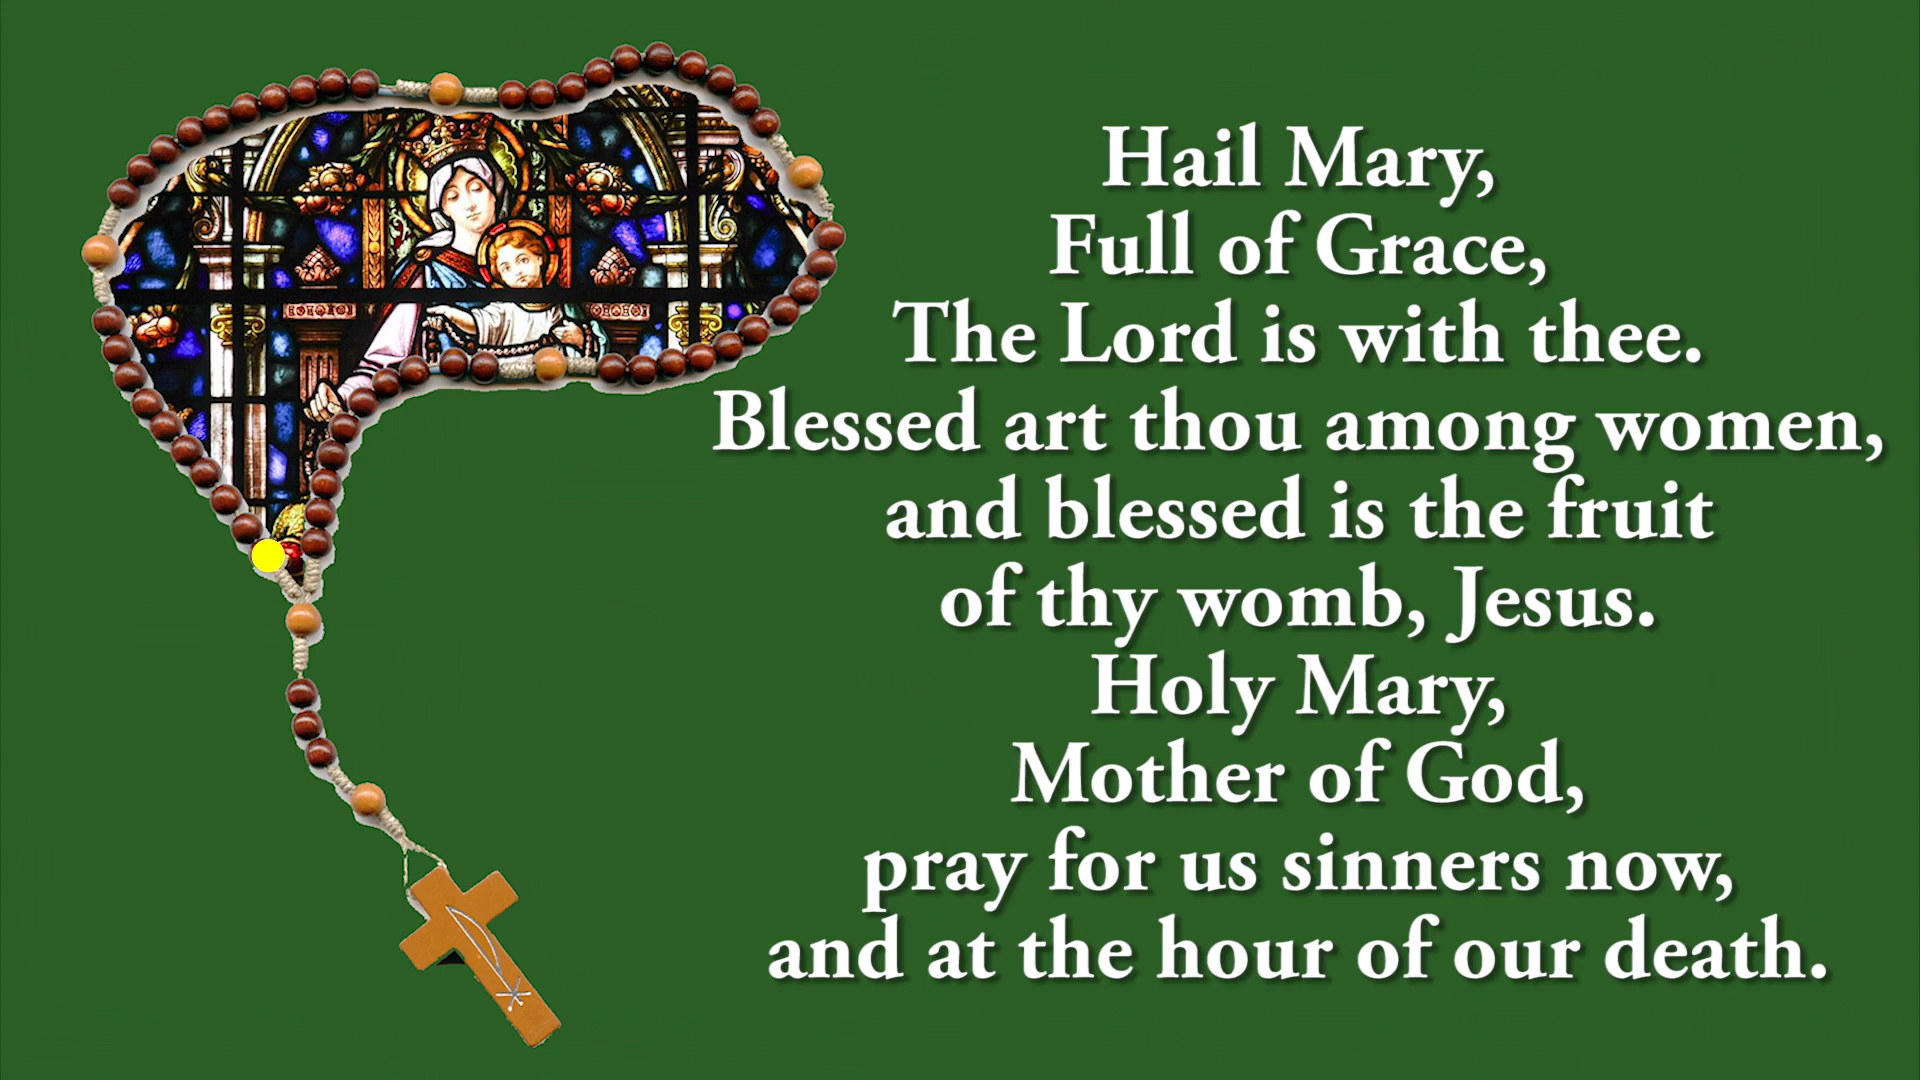 Hail Mary,
Full of Grace,
The Lord is with thee.
Blessed art thou among women,
and blessed is the fruit
of thy womb, Jesus.
Holy Mary,
Mother of God,
pray for us sinners now,
and at the hour of our death.